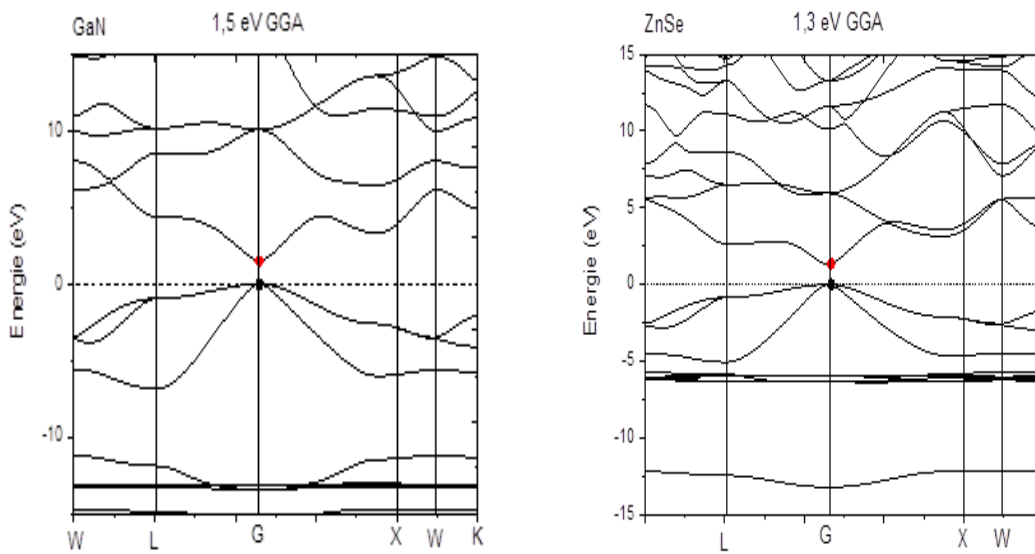 GaN 1,5 eV GGA
Energie (eV)
10
0
-10
W L G X W K
ZnSe 1,3 eV GGA
Energie (eV)
15
10
5
0
-5
-10
-15
L G X W